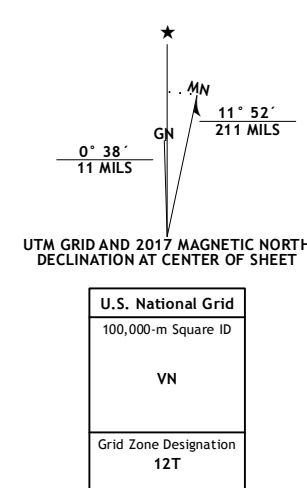 ★
MN
GN
11° 52´
211 MILS
0° 38´
11 MILS
UTM GRID AND 2017 MAGNETIC NORTH
DECLINATION AT CENTER OF SHEET
U.S. National Grid
100,000-m Square ID
VN
Grid Zone Designation
12T